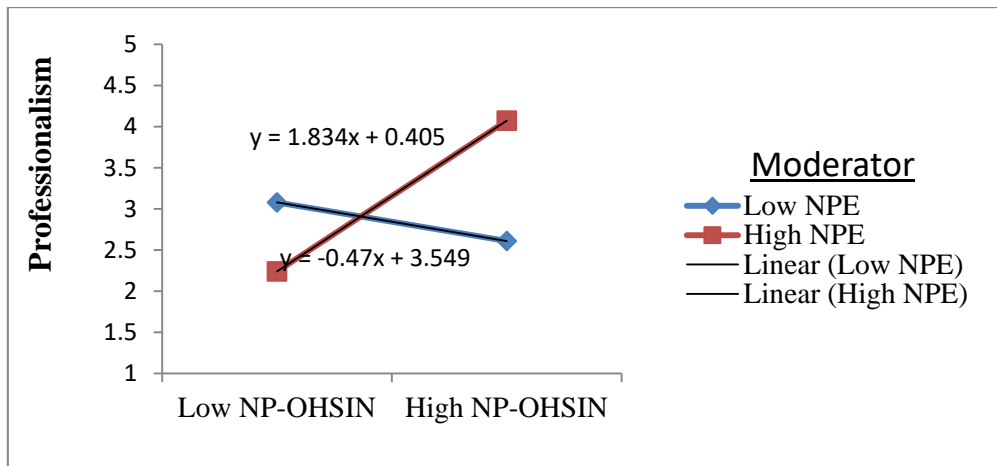 Professionalism
5
4.5
4
3.5
3
2.5
2
1.5
1
y = 1.834x + 0.405
y = -0.47x + 3.549
Low NP-OHSIN
High NP-OHSIN
Moderator
Low NPE
High NPE
Linear (Low NPE)
Linear (High NPE)